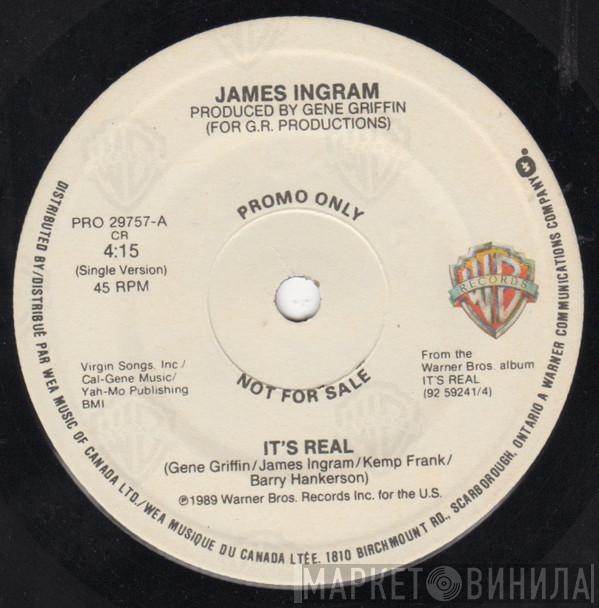 JAMES INGRAM
PRODUCED BY GENE GRIFFIN
(FOR G.R. PRODUCTIONS)
PROMO ONLY
PRO 29757-A
CR
4:15
(Single Version)
45 RPM
WB
RECORDS
Virgin Songs, Inc/
Cal-Gene Music/
Yah-Mo Publishing
BMI
From the
Warner Bros. album
IT'S REAL
(92 59241/4)
NOT FOR SALE
IT'S REAL
(Gene Griffin/James Ingram/Kemp Frank/
Barry Hankerson)
℗1989 Warner Bros. Records Inc. for the U.S.
DISTRIBUTED BY/DISTRIBUÉ PAR WEA MUSIC OF CANADA LTD./WEA MUSIQUE DU CANADA LTÉE. 1810 BIRCHMOUNT RD., SCARBOROUGH, ONTARIO A WARNER COMMUNICATIONS COMPANY
МАРКЕТ ВИНИЛА